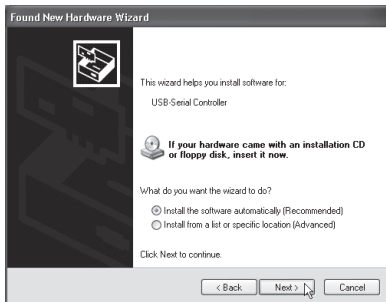 Found New Hardware Wizard
This wizard helps you install software for:
USB-Serial Controller
If your hardware came with an installation CD
or floppy disk, insert it now.
What do you want the wizard to do?
Install the software automatically (Recommended)
Install from a list or specific location (Advanced)
Click Next to continue.
< Back Next > Cancel